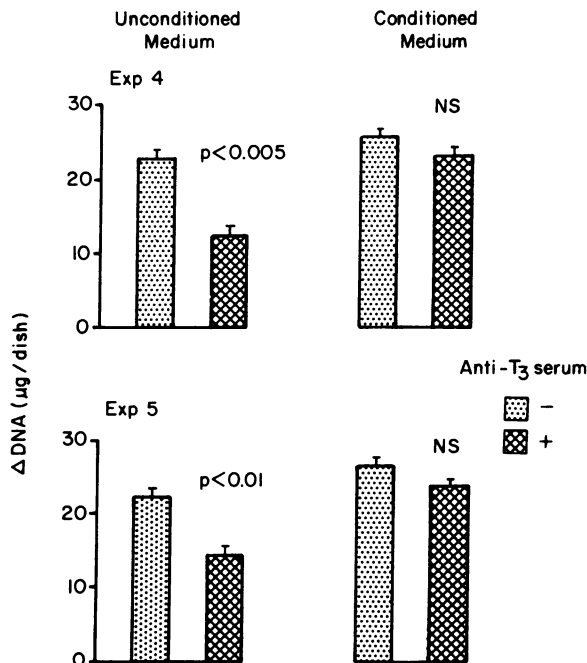 Unconditioned Medium
Conditioned Medium
Exp 4
30
20
10
0
p<0.005
NS
Δ DNA (μg/dish)
Anti-T3 serum
−
+
Exp 5
30
20
10
0
p<0.01
NS